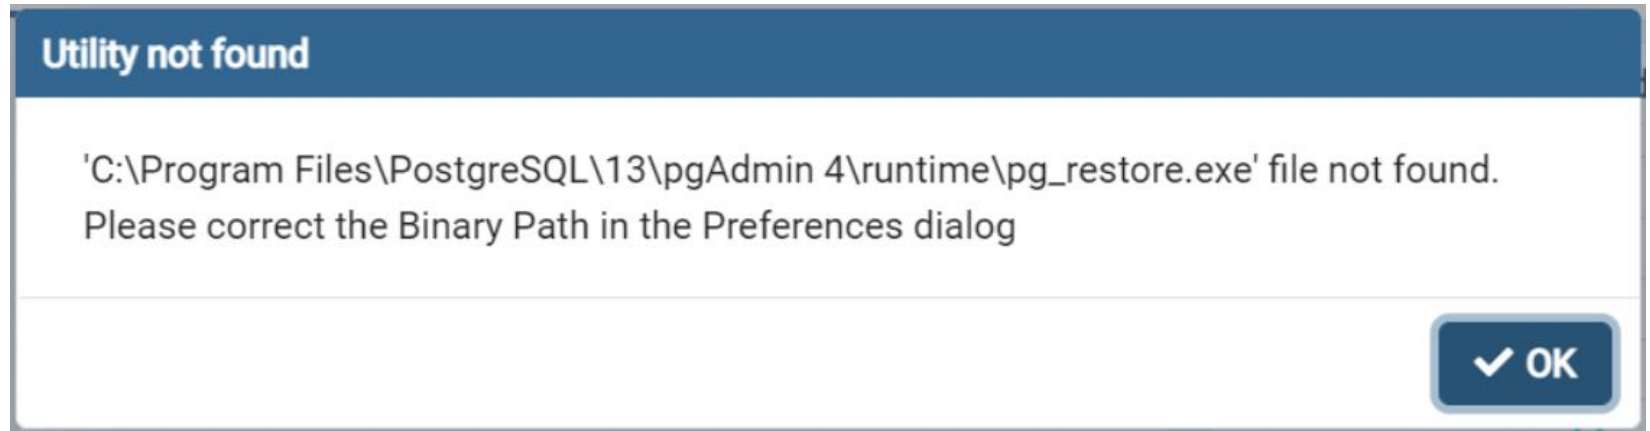 Utility not found
'C:\Program Files\PostgreSQL\13\pgAdmin 4\runtime\pg_restore.exe' file not found.
Please correct the Binary Path in the Preferences dialog
OK